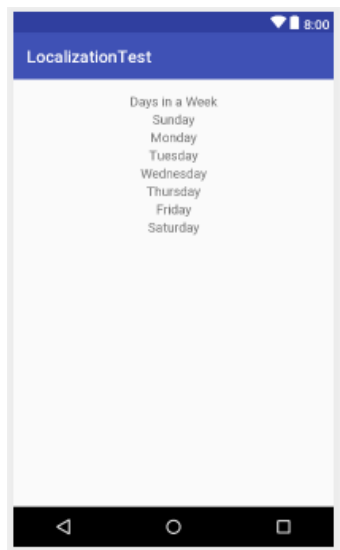 8:00
LocalizationTest
Days in a Week
Sunday
Monday
Tuesday
Wednesday
Thursday
Friday
Saturday